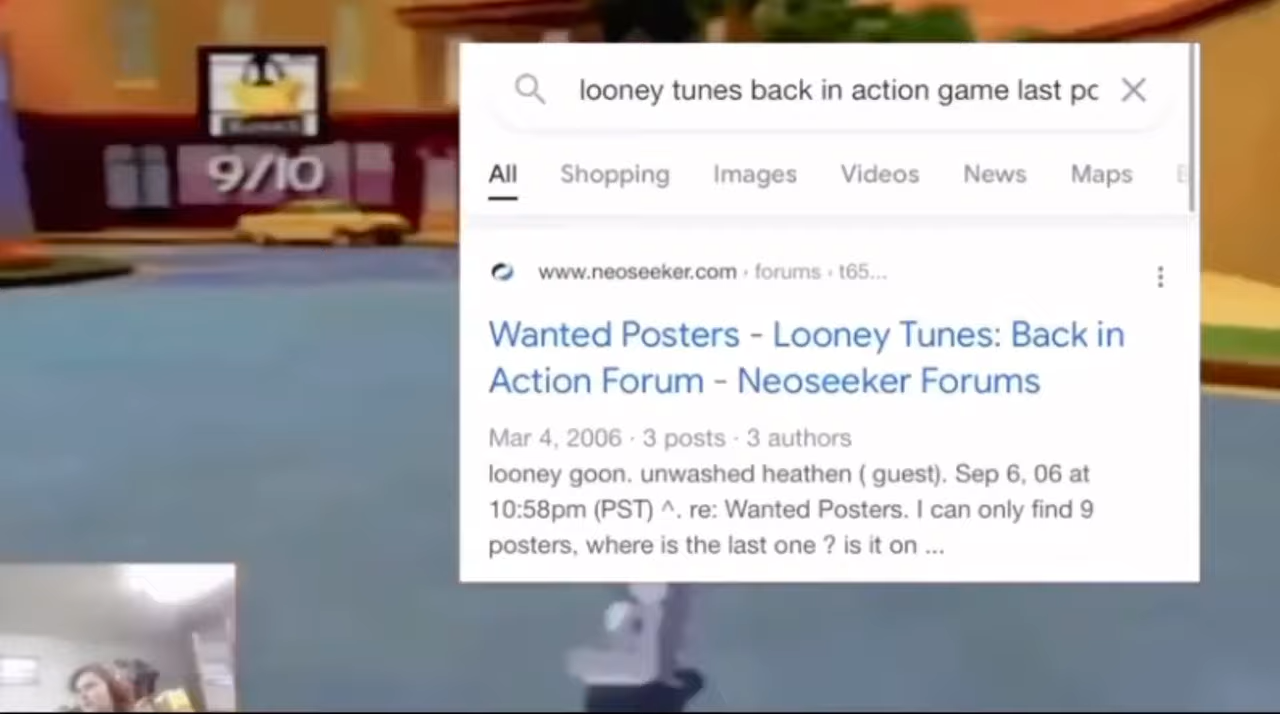 looney tunes back in action game last pc
All Shopping Images Videos News Maps
9/10
www.neoseeker.com › forums › t65...
Wanted Posters - Looney Tunes: Back in
Action Forum - Neoseeker Forums
Mar 4, 2006 · 3 posts · 3 authors
looney goon. unwashed heathen ( guest). Sep 6, 06 at
10:58pm (PST) ^. re: Wanted Posters. I can only find 9
posters, where is the last one ? is it on ...